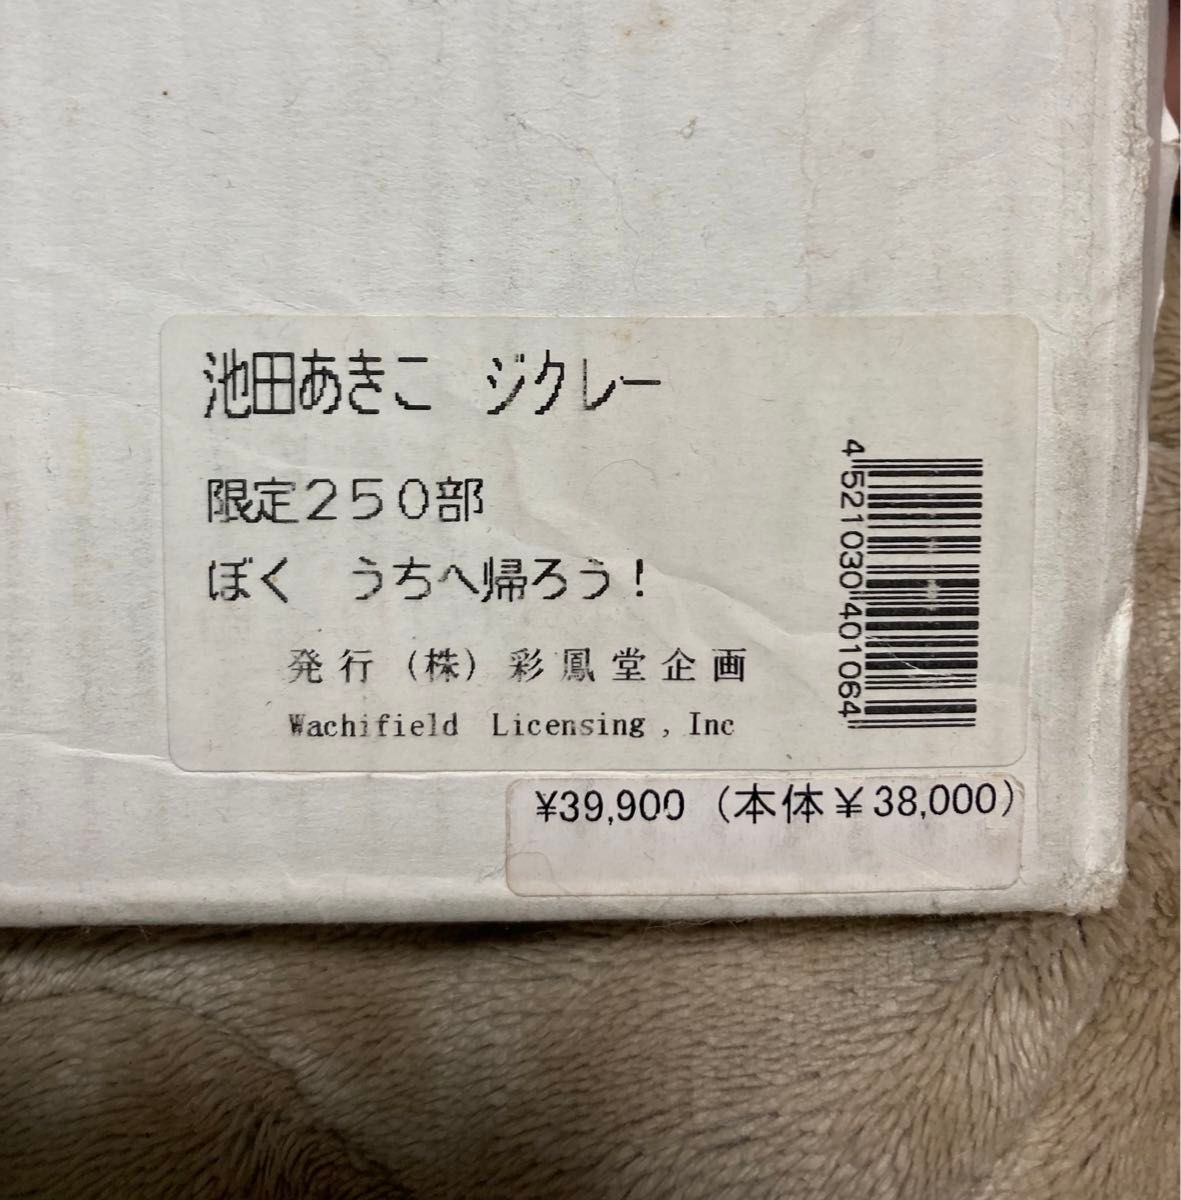 池田あきこ　ジクレー
限定２５０部
ぼく　うちへ帰ろう！
発行（株）彩鳳堂企画
Wachifield Licensing , Inc
4521030401064
¥39,900（本体￥38,000）